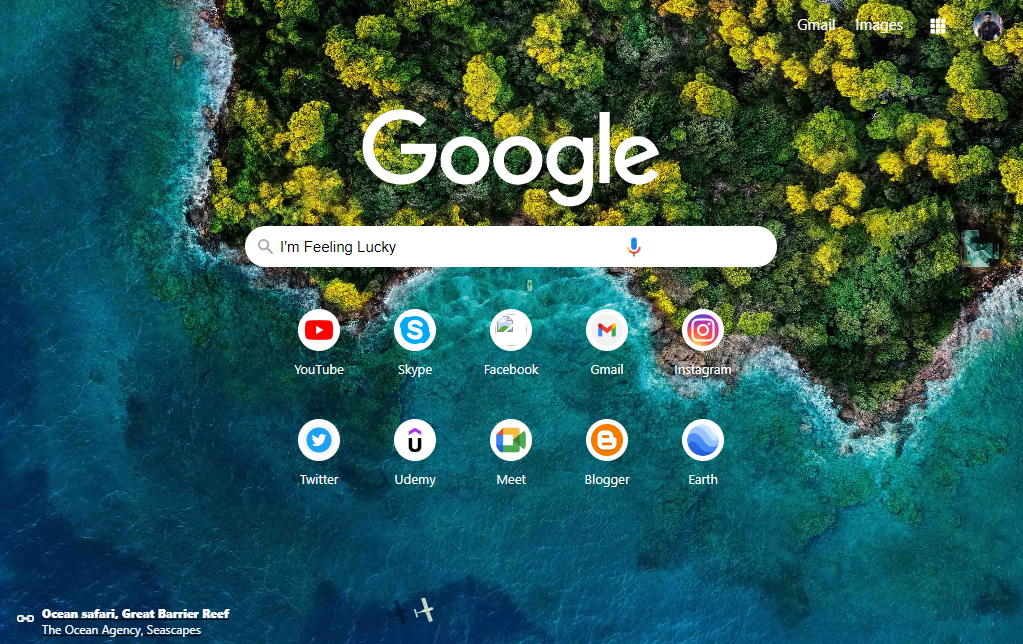 Gmail Images
Google
I'm Feeling Lucky
YouTube Skype Facebook Gmail Instagram
Twitter Udemy Meet Blogger Earth
Ocean safari, Great Barrier Reef
The Ocean Agency, Seascapes